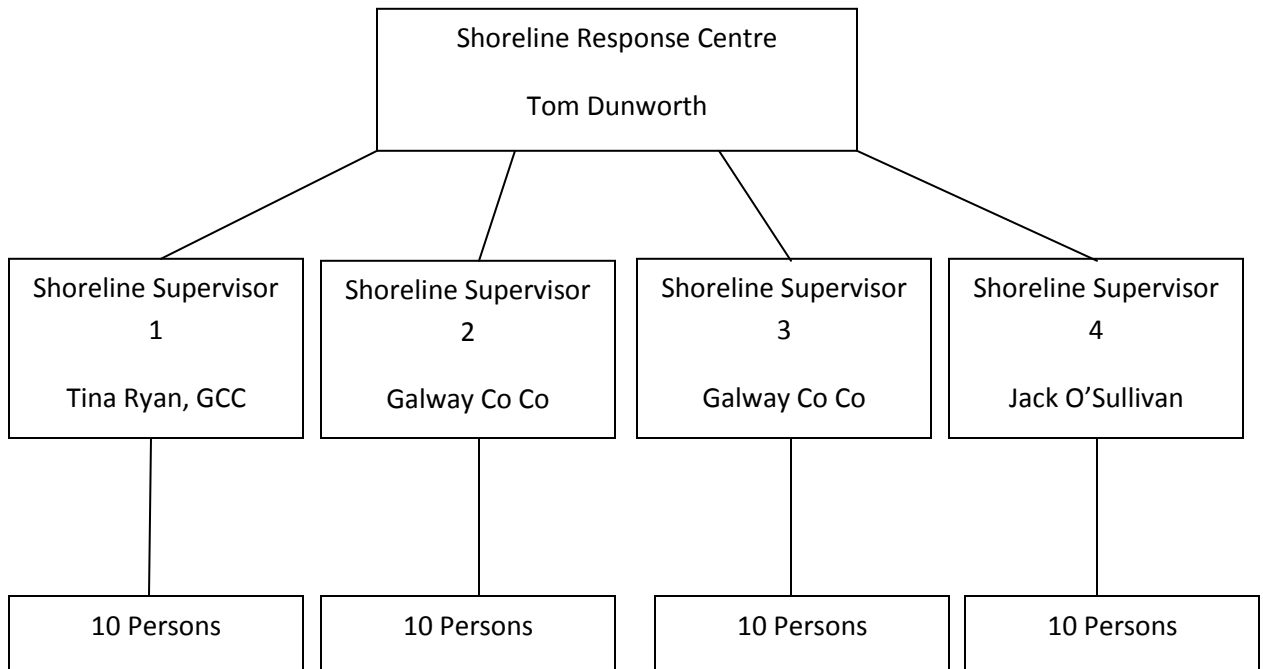 Shoreline Response Centre
Tom Dunworth
Shoreline Supervisor
1
Tina Ryan, GCC
Shoreline Supervisor
2
Galway Co Co
Shoreline Supervisor
3
Galway Co Co
Shoreline Supervisor
4
Jack O’Sullivan
10 Persons
10 Persons
10 Persons
10 Persons